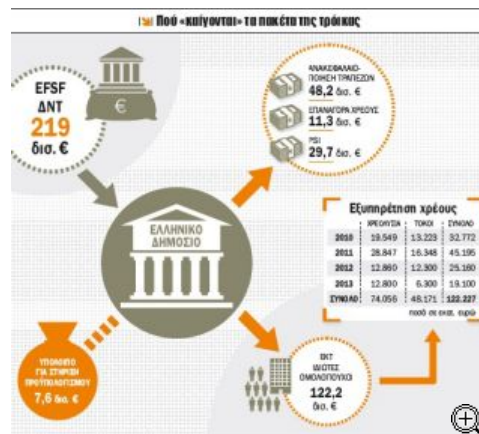 Πού «καίγονται» τα πακέτα της τρόικας
EFSF
ΔΝΤ
219
δισ. €
€
ΑΝΑΚΕΦΑΛΑΙΟ-
ΠΟΙΗΣΗ ΤΡΑΠΕΖΩΝ
48,2 δισ. €
ΕΠΑΝΑΓΟΡΑ ΧΡΕΟΥΣ
11,3 δισ. €
PSI
29,7 δισ. €
ΕΛΛΗΝΙΚΟ
ΔΗΜΟΣΙΟ
Εξυπηρέτηση χρέους
ΧΡΕΟΛΥΣΙΑ ΤΟΚΟΙ ΣΥΝΟΛΟ
2010 19.549 13.223 32.772
2011 28.847 16.348 45.195
2012 12.860 12.300 25.160
2013 12.800 6.300 19.100
ΣΥΝΟΛΟ 74.056 48.171 122.227
ποσά σε εκατ. ευρώ
ΥΠΟΛΟΙΠΟ
ΓΙΑ ΣΤΗΡΙΞΗ
ΠΡΟΫΠΟΛΟΓΙΣΜΟΥ
7,6 δισ. €
ΕΚΤ
ΙΔΙΩΤΕΣ
ΟΜΟΛΟΓΙΟΥΧΟΙ
122,2
δισ. €